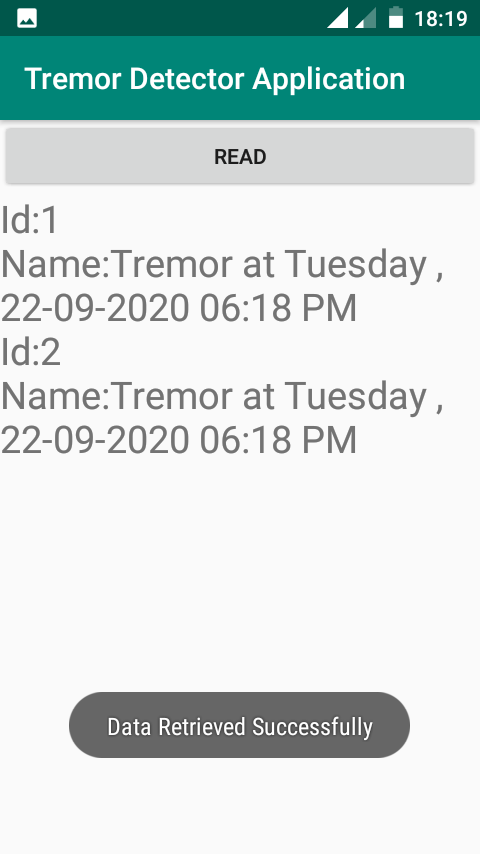 18:19
Tremor Detector Application
READ
Id:1
Name:Tremor at Tuesday ,
22-09-2020 06:18 PM
Id:2
Name:Tremor at Tuesday ,
22-09-2020 06:18 PM
Data Retrieved Successfully